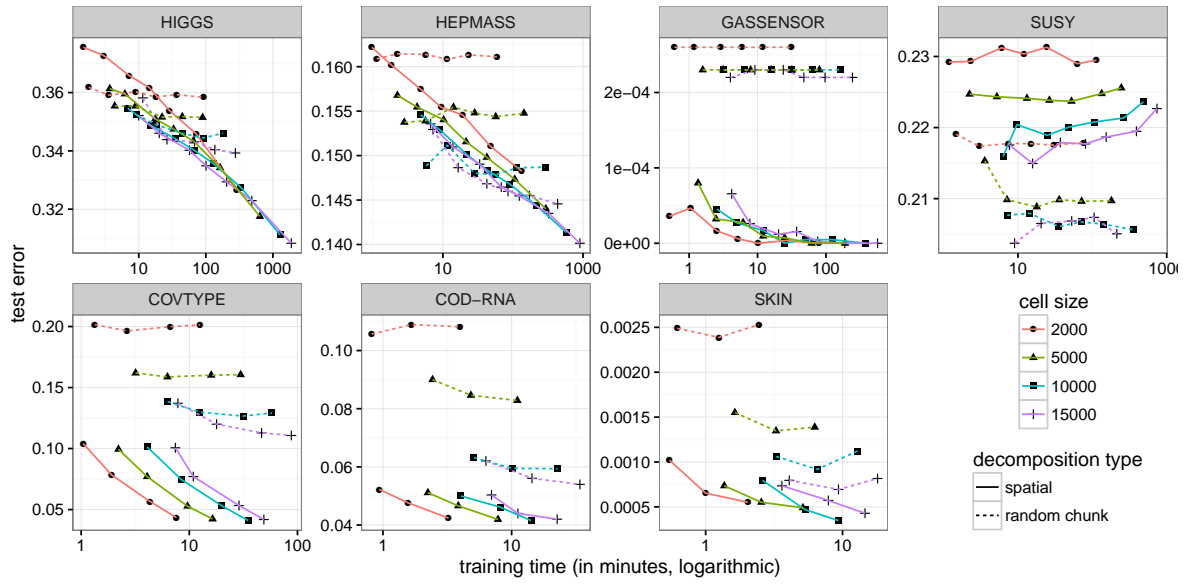 HIGGS HEPMASS GASSENSOR SUSY
0.36
0.34
0.32
10 100 1000
0.160
0.155
0.150
0.145
0.140
10 100 1000
2e−04
1e−04
0e+00
1 10 100
0.23
0.22
0.21
10 100
COVTYPE COD−RNA SKIN
0.20
0.15
0.10
0.05
1 10 100
0.10
0.08
0.06
0.04
1 10
0.0025
0.0020
0.0015
0.0010
0.0005
1 10
test error
training time (in minutes, logarithmic)
cell size
2000
5000
10000
15000
decomposition type
spatial
random chunk